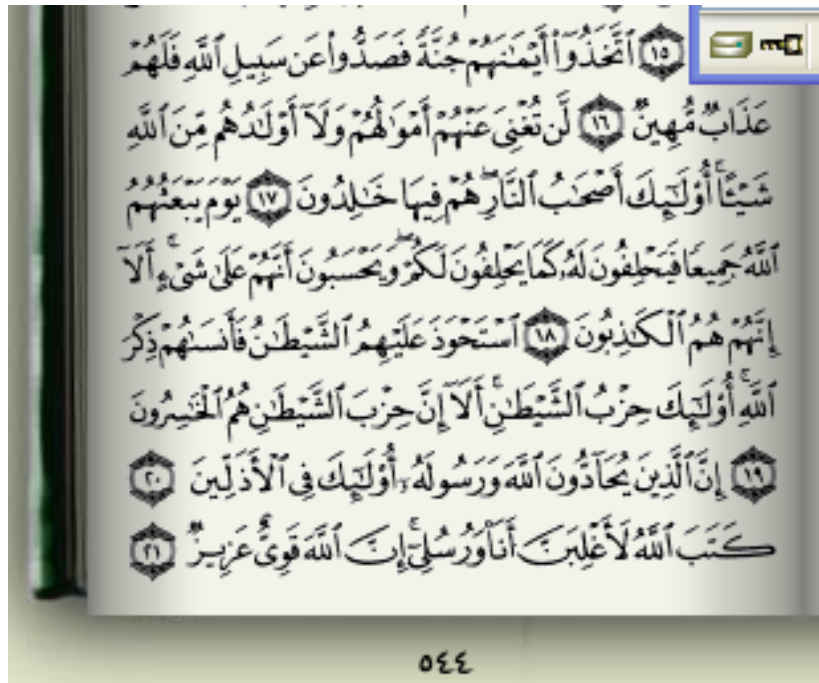 ١٥ ٱتَّخَذُوٓا۟ أَيْمَـٰنَهُمْ جُنَّةً فَصَدُّوا۟ عَن سَبِيلِ ٱللَّهِ فَلَهُمْ
عَذَابٌ مُّهِينٌ ١٦ لَّن تُغْنِىَ عَنْهُمْ أَمْوَٰلُهُمْ وَلَآ أَوْلَـٰدُهُم مِّنَ ٱللَّهِ
شَيْـًٔا ۚ أُو۟لَـٰٓئِكَ أَصْحَـٰبُ ٱلنَّارِ ۖ هُمْ فِيهَا خَـٰلِدُونَ ١٧ يَوْمَ يَبْعَثُهُمُ
ٱللَّهُ جَمِيعًا فَيَحْلِفُونَ لَهُۥ كَمَا يَحْلِفُونَ لَكُمْ ۖ وَيَحْسَبُونَ أَنَّهُمْ عَلَىٰ شَىْءٍ ۚ أَلَآ
إِنَّهُمْ هُمُ ٱلْكَـٰذِبُونَ ١٨ ٱسْتَحْوَذَ عَلَيْهِمُ ٱلشَّيْطَـٰنُ فَأَنسَىٰهُمْ ذِكْرَ
ٱللَّهِ ۚ أُو۟لَـٰٓئِكَ حِزْبُ ٱلشَّيْطَـٰنِ ۚ أَلَآ إِنَّ حِزْبَ ٱلشَّيْطَـٰنِ هُمُ ٱلْخَـٰسِرُونَ
١٩ إِنَّ ٱلَّذِينَ يُحَآدُّونَ ٱللَّهَ وَرَسُولَهُۥٓ أُو۟لَـٰٓئِكَ فِى ٱلْأَذَلِّينَ ٢٠
كَتَبَ ٱللَّهُ لَأَغْلِبَنَّ أَنَا۠ وَرُسُلِىٓ ۚ إِنَّ ٱللَّهَ قَوِىٌّ عَزِيزٌ ٢١
٥٤٤